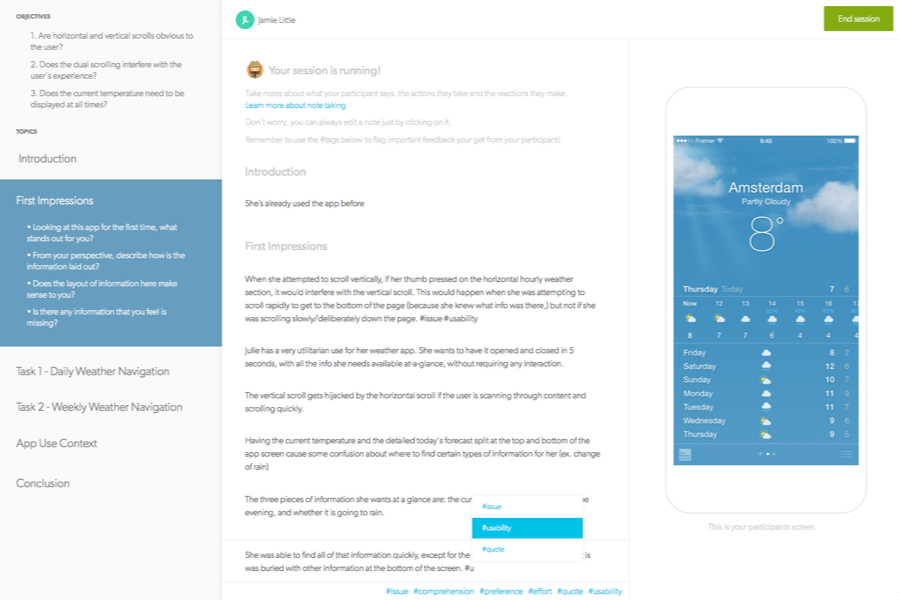 OBJECTIVES
1. Are horizontal and vertical scrolls obvious
to the user?
2. Does the dual scrolling interfere with the
user's experience?
3. Does the current temperature need to be
displayed at all times?
TOPICS
Introduction
First Impressions
• Looking at this app for the first time, what
stands out for you?
• From your perspective, describe how is the
information laid out?
• Does the layout of information here make
sense to you?
• Is there any information that you feel is
missing?
Task 1 - Daily Weather Navigation
Task 2 - Weekly Weather Navigation
App Use Context
Conclusion
JL
Jamie Little
End session
Your session is running!
Take notes about what your participant says, the actions they take and the reactions they make.
Learn more about note taking
Don't worry, you can always edit a note just by clicking on it.
Remember to use the #tags below to flag important feedback your get from your participant!
Introduction
She's already used the app before
First Impressions
When she attempted to scroll vertically, if her thumb pressed on the horizontal hourly weather
section, it would interfere with the vertical scroll. This would happen when she was attempting to
scroll rapidly to get to the bottom of the page (because she knew what info was there,) but not if she
was scrolling slowly/deliberately down the page. #issue #usability
Julie has a very utilitarian use for her weather app. She wants to have it opened and closed in 5
seconds, with all the info she needs available at-a-glance, without requiring any interaction.
The vertical scroll gets hijacked by the horizontal scroll if the user is scanning through content and
scrolling quickly.
Having the current temperature and the detailed today's forecast split at the top and bottom of the
app screen cause some confusion about where to find certain types of information for her (ex. change
of rain)
The three pieces of information she wants at a glance are: the cur
evening, and whether it is going to rain.
#issue
#usability
#quote
She was able to find all of that information quickly, except for the
is
was buried with other information at the bottom of the screen. #u
#issue #comprehension #preference #effort #quote #usability
Framer 9:40 100%
Amsterdam
Partly Cloudy
8°
Thursday Today 7 6
Now 12 13 14 15 16 17
8 7 7 6 4 4 4
Friday 8 2
Saturday 12 6
Sunday 10 7
Monday 11 9
Tuesday 11 7
Wednesday 9 6
Thursday 9 5
This is your participants screen